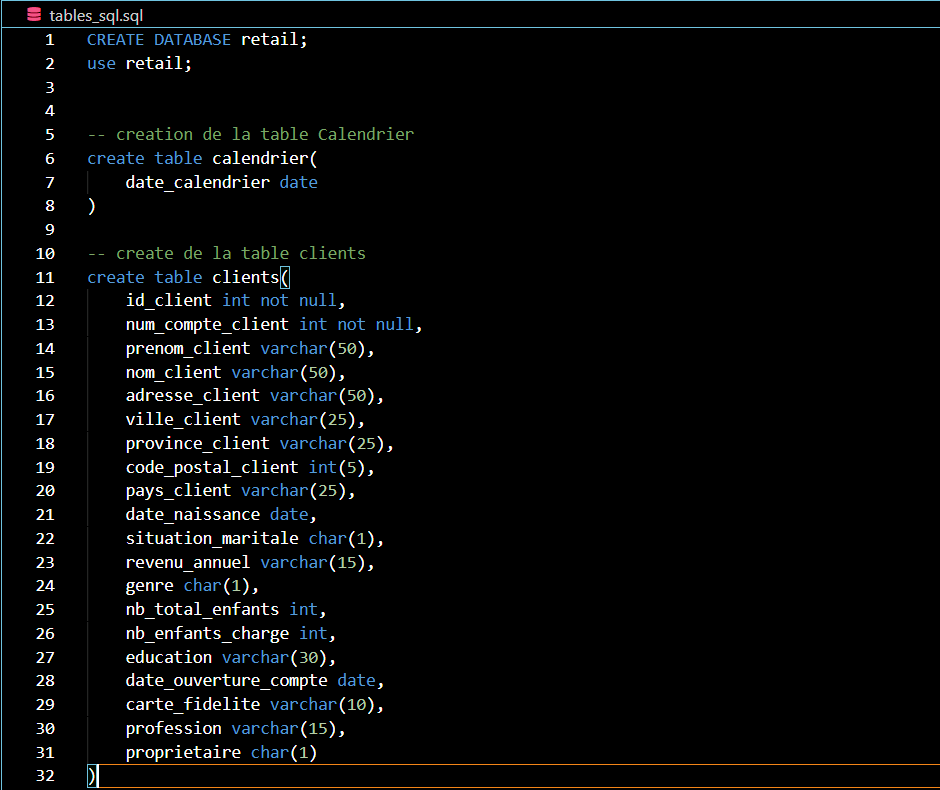 tables_sql.sql
1 CREATE DATABASE retail;
2 use retail;
3
4
5 -- creation de la table Calendrier
6 create table calendrier(
7 date_calendrier date
8 )
9
10 -- create de la table clients
11 create table clients(
12 id_client int not null,
13 num_compte_client int not null,
14 prenom_client varchar(50),
15 nom_client varchar(50),
16 adresse_client varchar(50),
17 ville_client varchar(25),
18 province_client varchar(25),
19 code_postal_client int(5),
20 pays_client varchar(25),
21 date_naissance date,
22 situation_maritale char(1),
23 revenu_annuel varchar(15),
24 genre char(1),
25 nb_total_enfants int,
26 nb_enfants_charge int,
27 education varchar(30),
28 date_ouverture_compte date,
29 carte_fidelite varchar(10),
30 profession varchar(15),
31 proprietaire char(1)
32 )